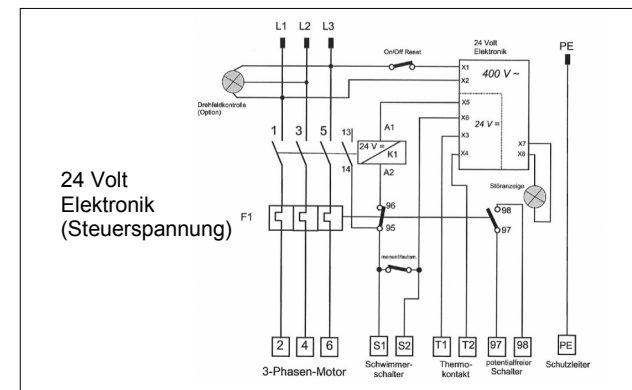 L1 L2 L3
PE
On/Off Reset
24 Volt
Elektronik
400 V ~
X1
X2
Drehfeldkontrolle
(Option)
X5
X6
24 V =
X3
X4
X7
X8
A1
1 3 5 13
24 V =
K1
14
A2
Störanzeige
24 Volt
Elektronik
(Steuerspannung)
F1
96
95
98
97
2 4 6 S1 S2 T1 T2 97 98 PE
3-Phasen-Motor
Schwimmer-
schalter
Thermo-
kontakt
potentialfreier
Schalter
Schutzleiter